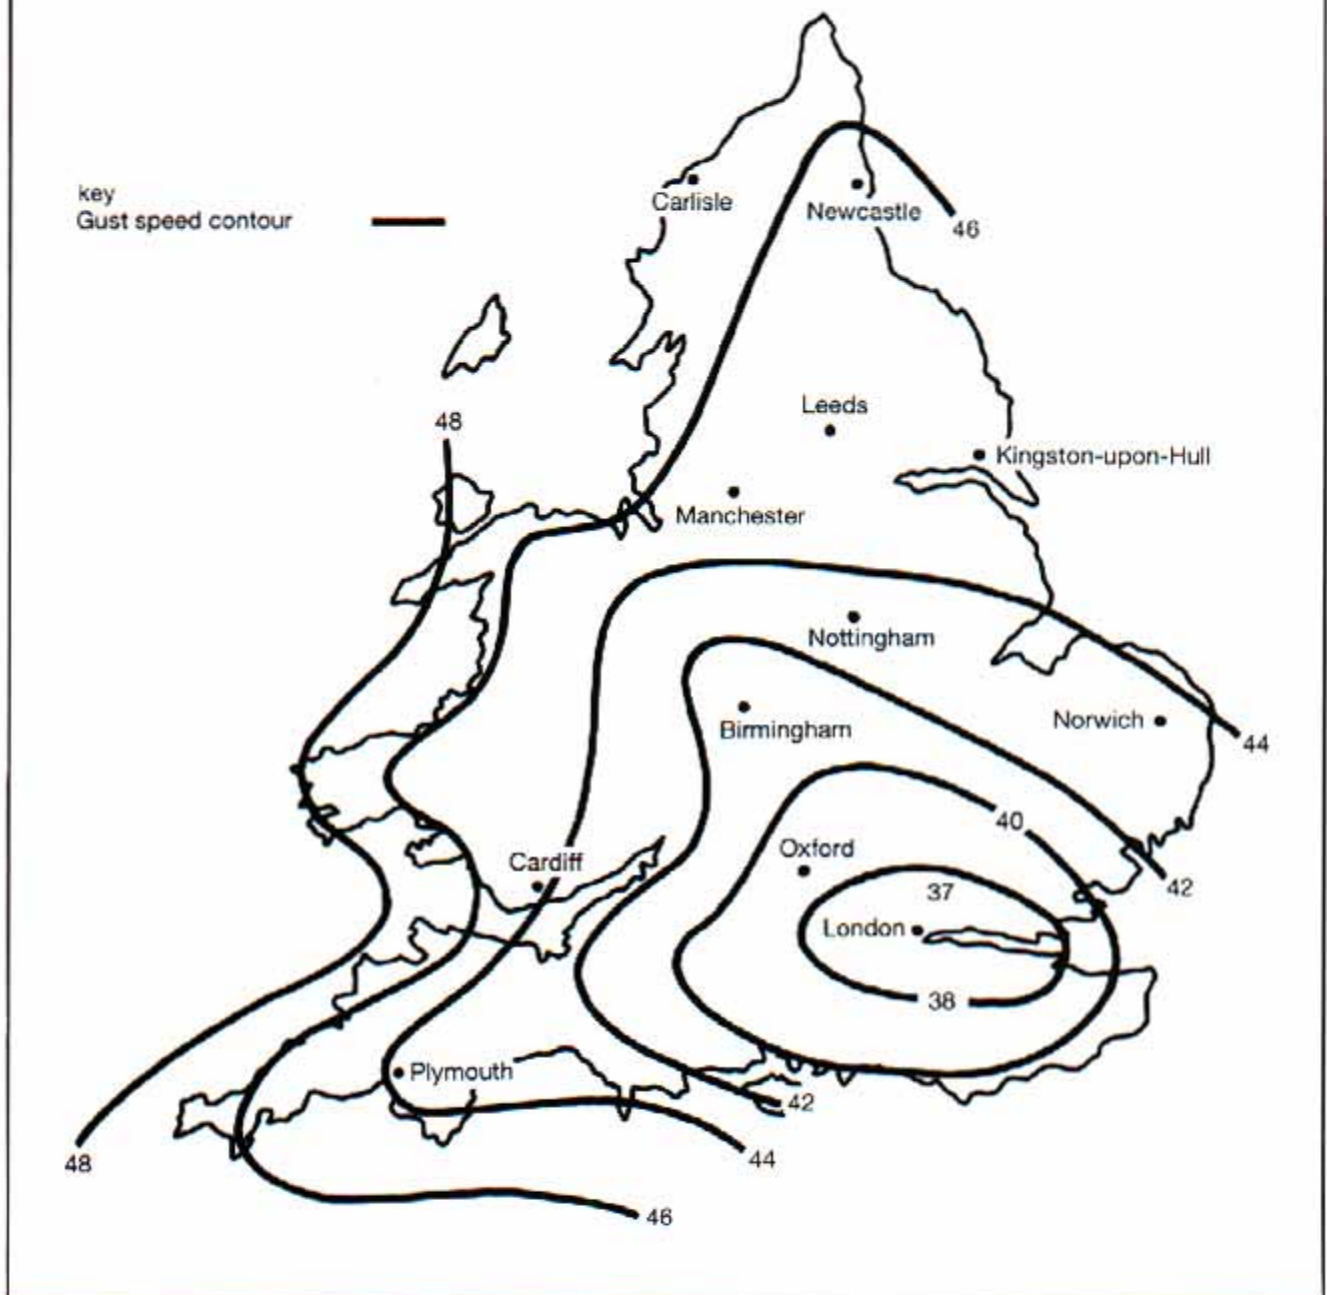 key
Gust speed contour
Carlisle
Newcastle
46
48
Leeds
Kingston-upon-Hull
Manchester
Nottingham
Birmingham
Norwich
44
40
Oxford
Cardiff
42
37
London
38
Plymouth
42
44
48
46